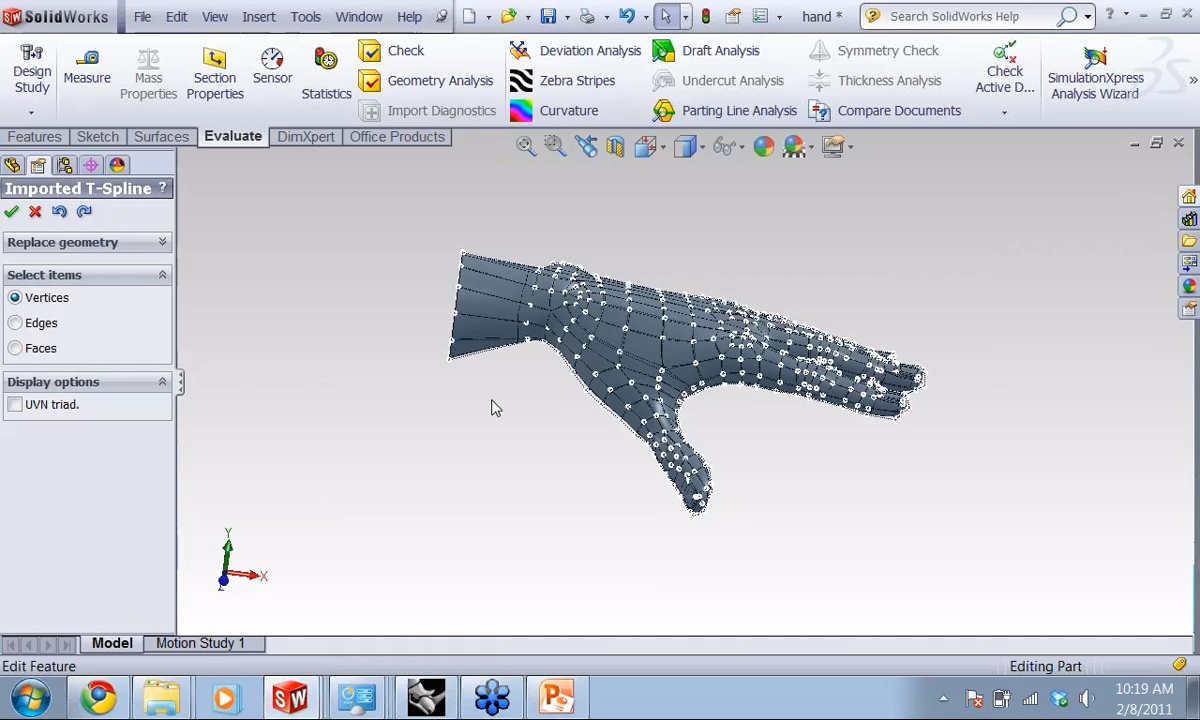 SolidWorks File Edit View Insert Tools Window Help hand * Search SolidWorks Help
Design Study
Measure
Mass Properties
Section Properties
Sensor
Statistics
Check
Geometry Analysis
Import Diagnostics
Deviation Analysis
Zebra Stripes
Curvature
Draft Analysis
Undercut Analysis
Parting Line Analysis
Symmetry Check
Thickness Analysis
Compare Documents
Check Active D...
SimulationXpress Analysis Wizard
Features Sketch Surfaces Evaluate DimXpert Office Products
Imported T-Spline ?
Replace geometry
Select items
Vertices
Edges
Faces
Display options
UVN triad.
Y
X
Z
Model Motion Study 1
Edit Feature Editing Part
10:19 AM
2/8/2011